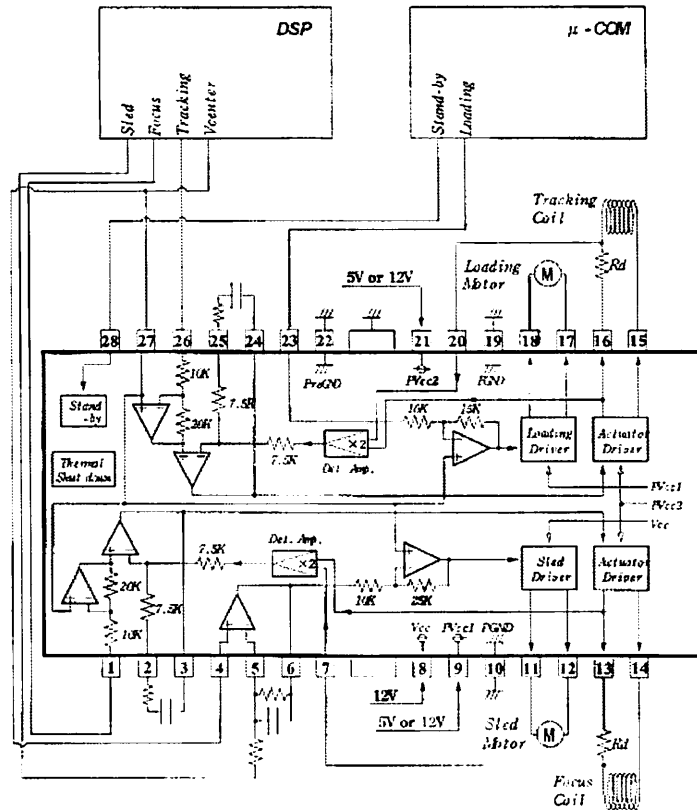 DSP
μ-COM
Sled
Focus
Tracking
Vcenter
Stand-by
Loading
Tracking
Coil
Loading
Motor
Rd
5V or 12V
M
28 27 26 25 24 23 22 21 20 19 18 17 16 15
PreGND
PVcc2
PGND
10K
Stand
-by
20K
7.5K
7.5K
×2
Det. Amp.
10K
15K
Loading
Driver
Actuator
Driver
Thermal
Shut down
PVcc1
PVcc2
Vcc
Det. Amp.
7.5K
×2
20K
7.5K
10K
10K
25K
Sled
Driver
Actuator
Driver
Vcc
PVcc1
PGND
1 2 3 4 5 6 7 8 9 10 11 12 13 14
12V
5V or 12V
Sled
Motor
M
Rd
Focus
Coil